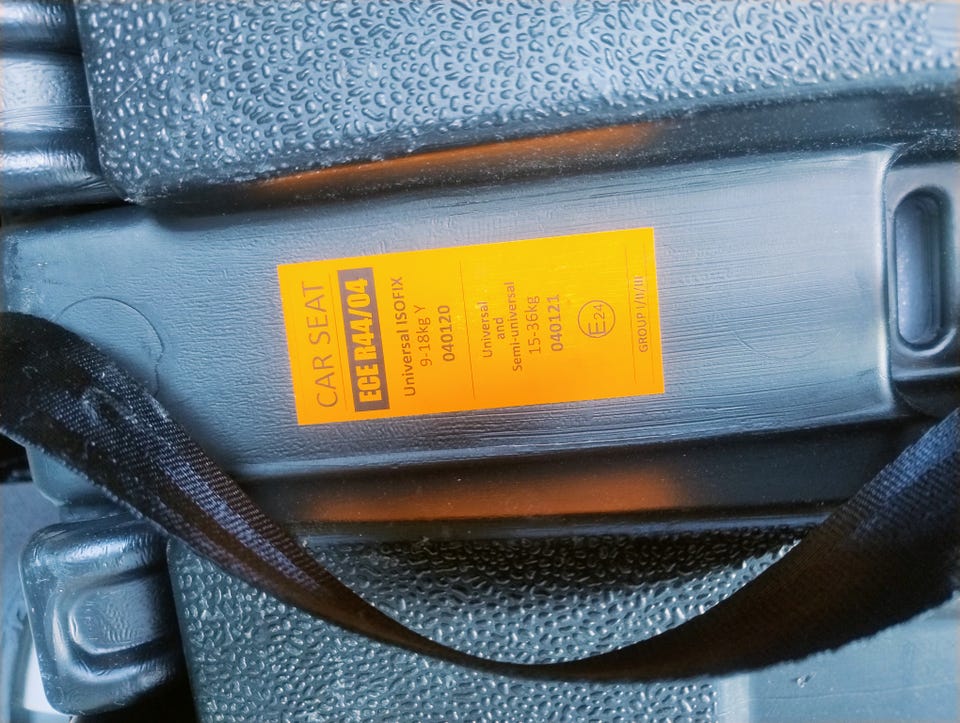 CAR SEAT
ECE R44/04
Universal ISOFIX
9-18kg Y
040120
Universal
and
Semi-universal
15-36kg
040121
E24
GROUP I/II/III